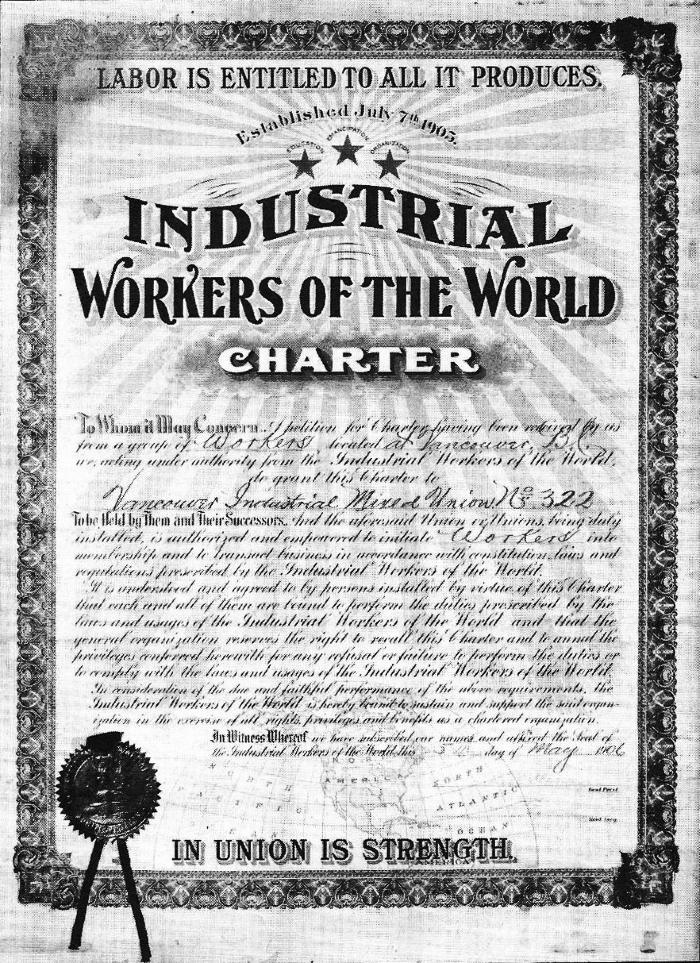 LABOR IS ENTITLED TO ALL IT PRODUCES.
Established July 7th 1905.
EDUCATION EMANCIPATION ORGANIZATION
INDUSTRIAL
WORKERS OF THE WORLD
CHARTER
To Whom it May Concern.. A petition for Charter having been received by us
from a group of Workers located at Vancouver, B.C.
we, acting under authority from the Industrial Workers of the World,
do grant this Charter to
Vancouver Industrial Mixed Union No. 322
To be Held by Them and Their Successors. And the aforesaid Union or Unions, being duly
installed, is authorized and empowered to initiate Workers into
membership and to transact business in accordance with constitution, laws and
regulations prescribed by the Industrial Workers of the World.
It is understood and agreed to by persons installed by virtue of this Charter
that each and all of them are bound to perform the duties prescribed by the
laws and usages of the Industrial Workers of the World and that the
general organization reserves the right to recall this Charter and to annul the
privileges conferred herewith for any refusal or failure to perform the duties or
to comply with the laws and usages of the Industrial Workers of the World.
In consideration of the due and faithful performance of the above requirements, the
Industrial Workers of the World is hereby bound to sustain and support the said organ-
ization in the exercise of all rights, privileges and benefits as a chartered organization.
In Witness Whereof we have subscribed our names and affixed the Seal of
the Industrial Workers of the World, this 5 day of May 1906
NORTH
AMERICA
NORTH
PACIFIC
OCEAN
NORTH
ATLANTIC
OCEAN
Genl Prest
Genl Secy
IN UNION IS STRENGTH.